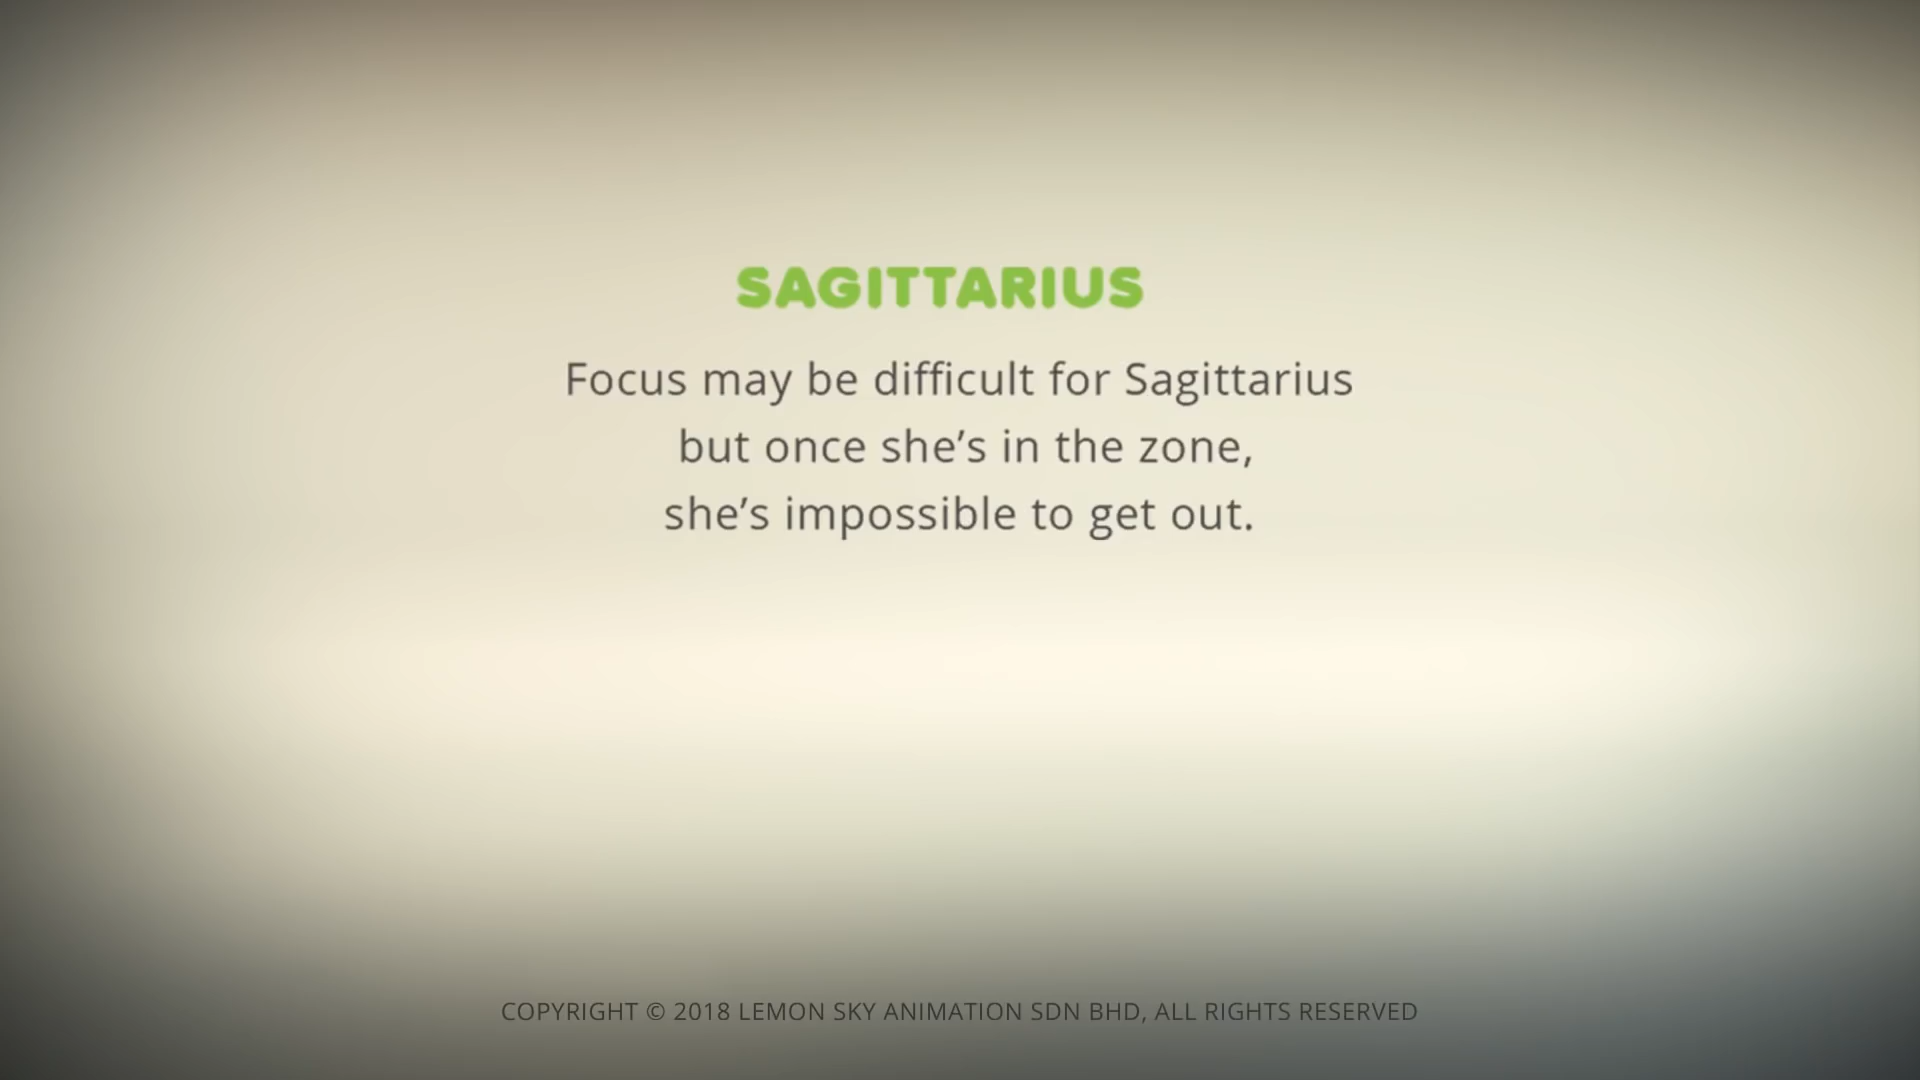 SAGITTARIUS
Focus may be difficult for Sagittarius
but once she’s in the zone,
she’s impossible to get out.
COPYRIGHT © 2018 LEMON SKY ANIMATION SDN BHD, ALL RIGHTS RESERVED